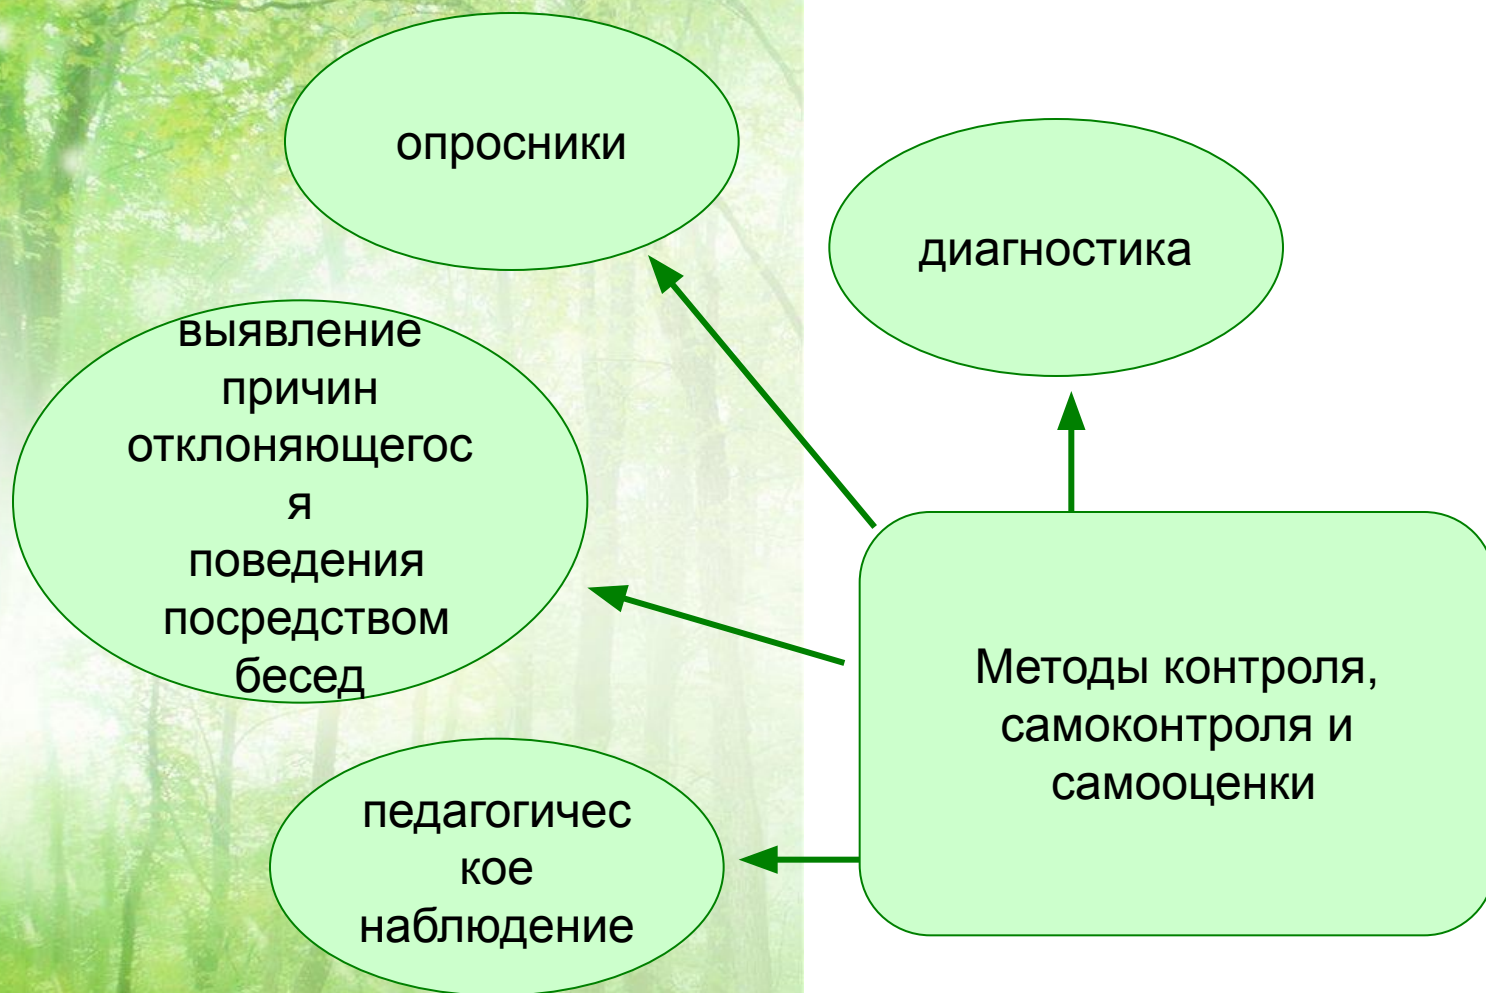 опросники
диагностика
выявление
причин
отклоняющегос
я
поведения
посредством
бесед
Методы контроля,
самоконтроля и
самооценки
педагогичес
кое
наблюдение